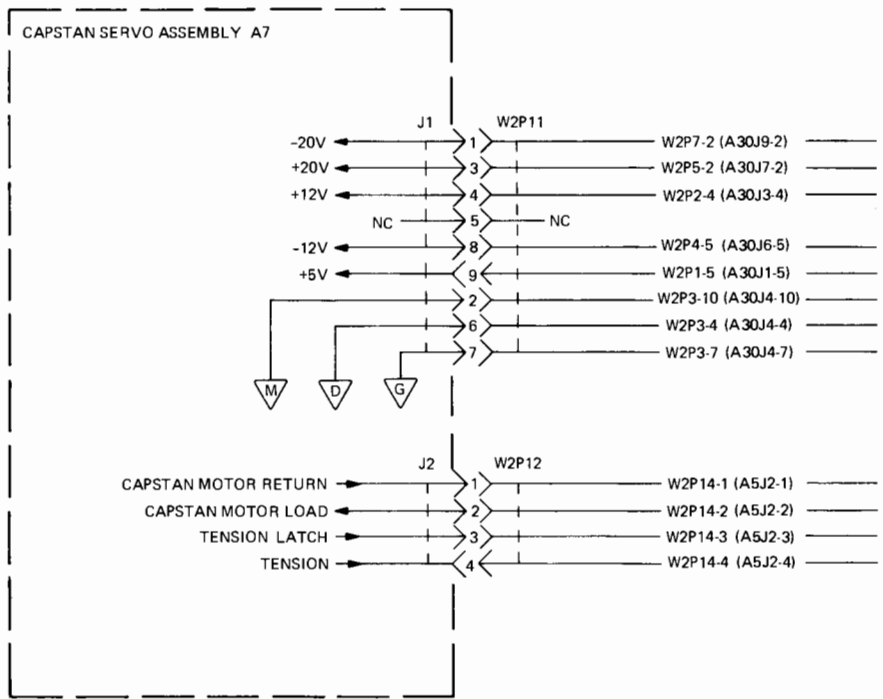 CAPSTAN SERVO ASSEMBLY A7
J1 W2P11
-20V 1 W2P7-2 (A30J9-2)
+20V 3 W2P5-2 (A30J7-2)
+12V 4 W2P2-4 (A30J3-4)
NC 5 NC
-12V 8 W2P4-5 (A30J6-5)
+5V 9 W2P1-5 (A30J1-5)
2 W2P3-10 (A30J4-10)
6 W2P3-4 (A30J4-4)
7 W2P3-7 (A30J4-7)
M D G
J2 W2P12
CAPSTAN MOTOR RETURN 1 W2P14-1 (A5J2-1)
CAPSTAN MOTOR LOAD 2 W2P14-2 (A5J2-2)
TENSION LATCH 3 W2P14-3 (A5J2-3)
TENSION 4 W2P14-4 (A5J2-4)